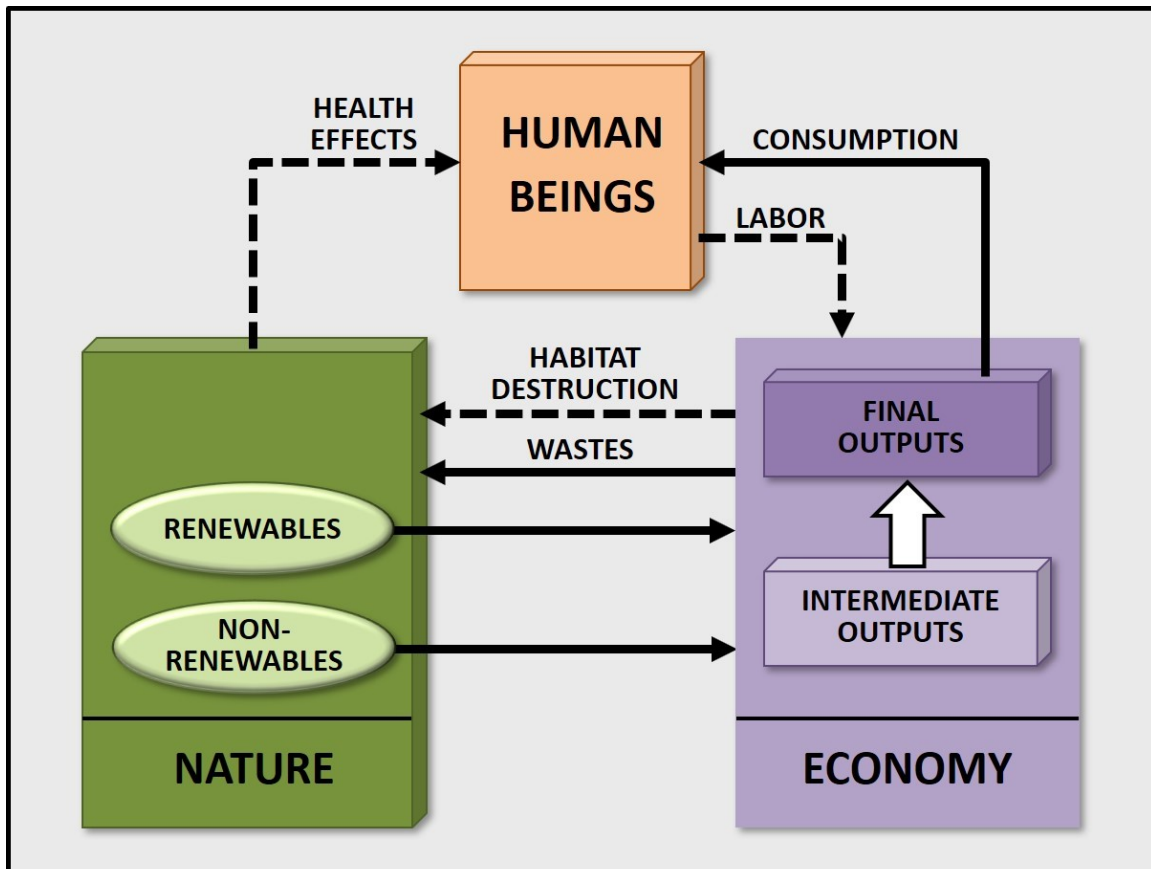 HEALTH
EFFECTS
HUMAN
BEINGS
CONSUMPTION
LABOR
HABITAT
DESTRUCTION
WASTES
FINAL
OUTPUTS
RENEWABLES
INTERMEDIATE
OUTPUTS
NON-
RENEWABLES
NATURE
ECONOMY